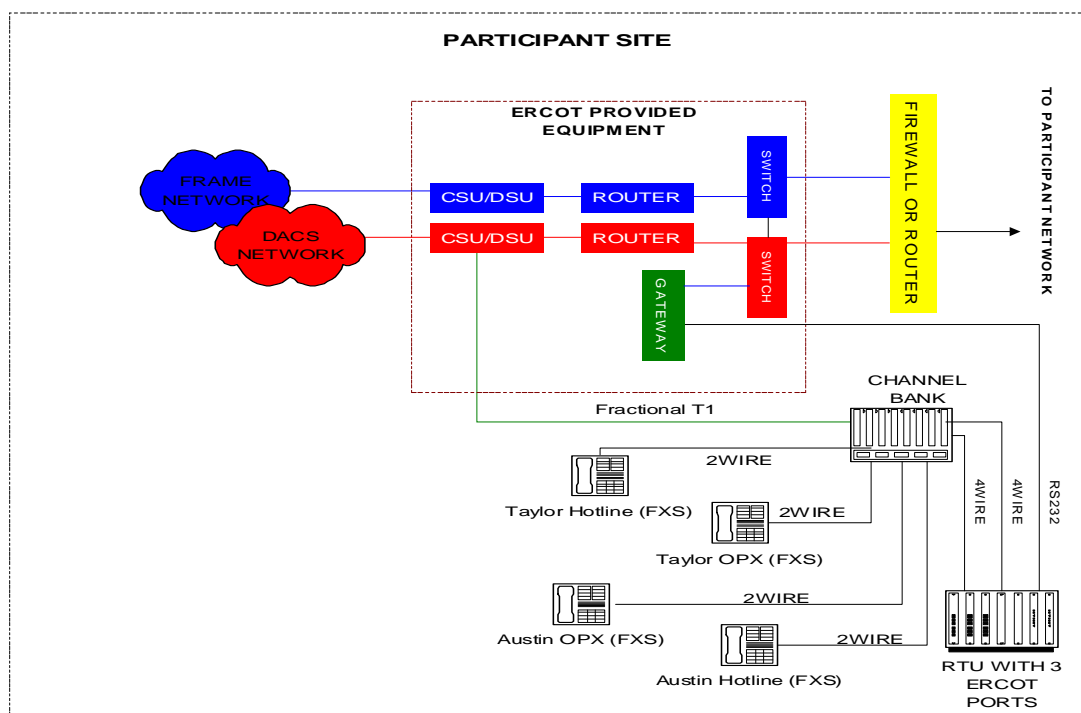 PARTICIPANT SITE
ERCOT PROVIDED
EQUIPMENT
FRAME
NETWORK
DACS
NETWORK
CSU/DSU
ROUTER
SWITCH
CSU/DSU
ROUTER
SWITCH
GATEWAY
FIREWALL OR ROUTER
TO PARTICIPANT NETWORK
CHANNEL
BANK
Fractional T1
2WIRE
Taylor Hotline (FXS)
2WIRE
Taylor OPX (FXS)
2WIRE
Austin OPX (FXS)
2WIRE
Austin Hotline (FXS)
4WIRE
4WIRE
RS232
RTU WITH 3
ERCOT
PORTS